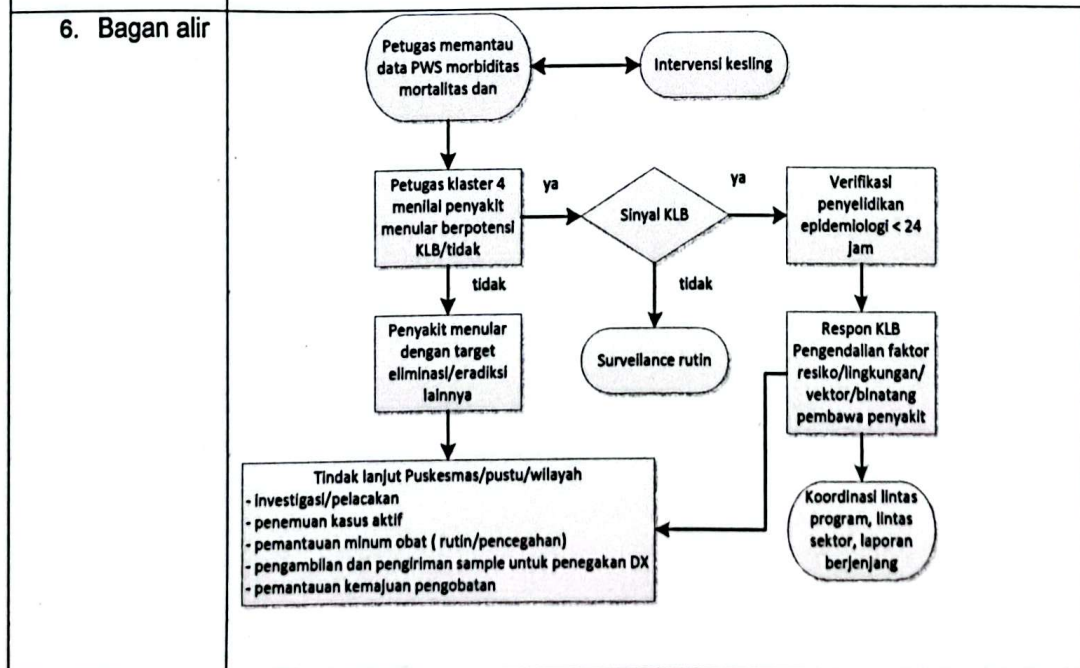 6. Bagan alir
Petugas memantau
data PWS morbiditas
mortalitas dan
Intervensi kesling
Petugas klaster 4
menilai penyakit
menular berpotensi
KLB/tidak
ya
Sinyal KLB
ya
Verifikasi
penyelidikan
epidemiologi < 24
jam
tidak
tidak
Penyakit menular
dengan target
eliminasi/eradiksi
lainnya
Surveilance rutin
Respon KLB
Pengendalian faktor
resiko/lingkungan/
vektor/binatang
pembawa penyakit
Tindak lanjut Puskesmas/pustu/wilayah
- investigasi/pelacakan
- penemuan kasus aktif
- pemantauan minum obat ( rutin/pencegahan)
- pengambilan dan pengiriman sample untuk penegakan DX
- pemantauan kemajuan pengobatan
Koordinasi lintas
program, lintas
sektor, laporan
berjenjang